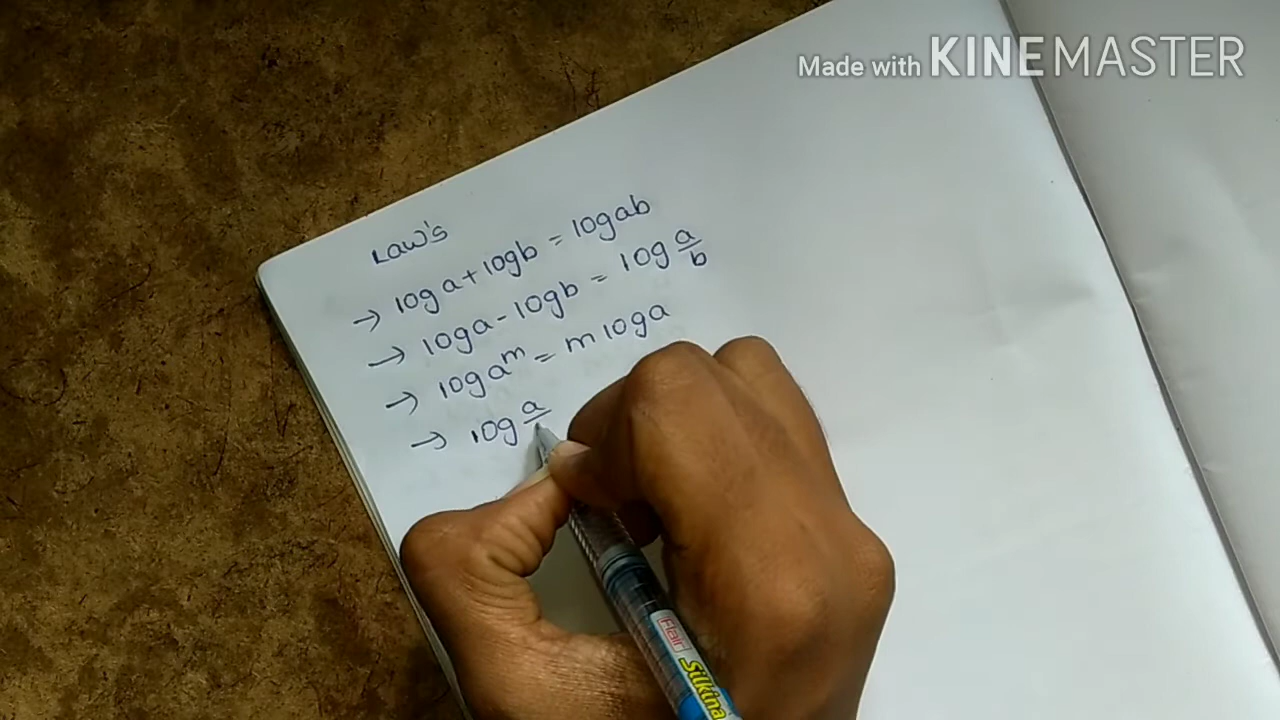 Made with KINEMASTER
Law's
→ log a + log b = log ab
→ log a - log b = log a/b
→ log a^m = m log a
→ log a/
Flair
Silkina